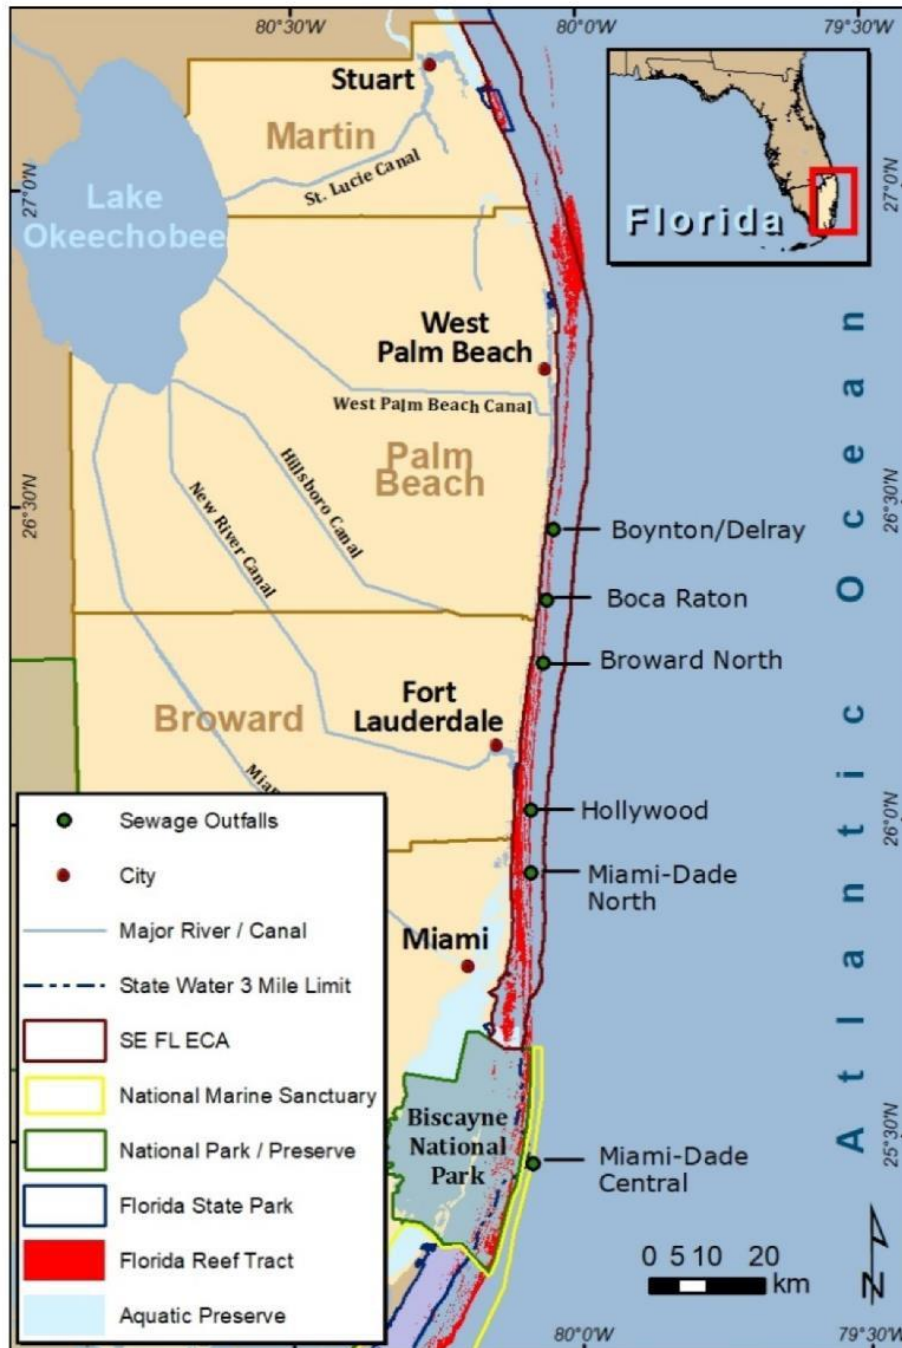 80°30'W
80°0'W
79°30'W
Stuart
Martin
St. Lucie Canal
27°0'N
27°0'N
Lake
Okeechobee
Florida
West
Palm Beach
West Palm Beach Canal
Palm
Beach
Hillsboro Canal
New River Canal
26°30'N
26°30'N
Boynton/Delray
Boca Raton
Broward North
Atlantic Ocean
Broward
Fort
Lauderdale
Hollywood
26°0'N
Miami-Dade
North
Miami
Sewage Outfalls
City
Major River / Canal
State Water 3 Mile Limit
SE FL ECA
National Marine Sanctuary
National Park / Preserve
Florida State Park
Florida Reef Tract
Aquatic Preserve
Biscayne
National
Park
25°30'N
Miami-Dade
Central
0 5 10 20
km
N
80°0'W
79°30'W